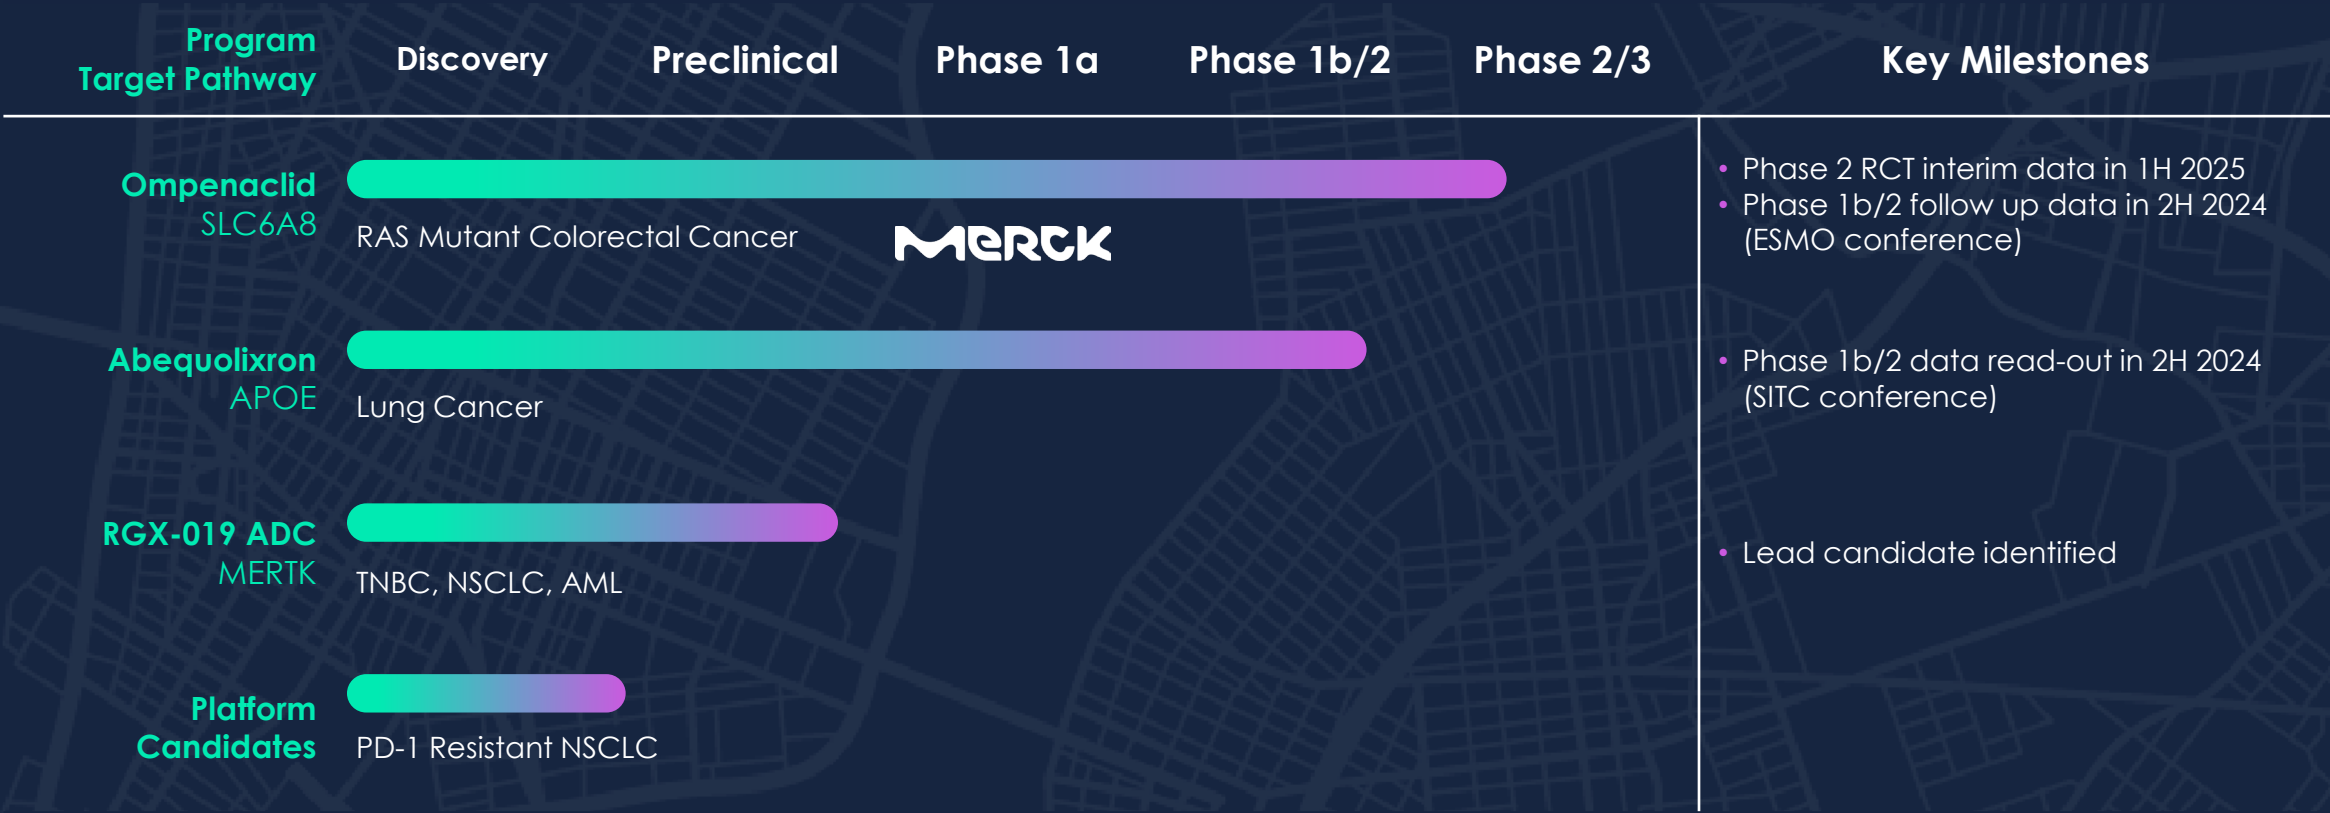 Program
Target Pathway
Discovery
Preclinical
Phase 1a
Phase 1b/2
Phase 2/3
Key Milestones
Ompenaclid
SLC6A8
RAS Mutant Colorectal Cancer
MERCK
• Phase 2 RCT interim data in 1H 2025
• Phase 1b/2 follow up data in 2H 2024
(ESMO conference)
Abequolixron
APOE
Lung Cancer
• Phase 1b/2 data read-out in 2H 2024
(SITC conference)
RGX-019 ADC
MERTK
TNBC, NSCLC, AML
• Lead candidate identified
Platform
Candidates
PD-1 Resistant NSCLC